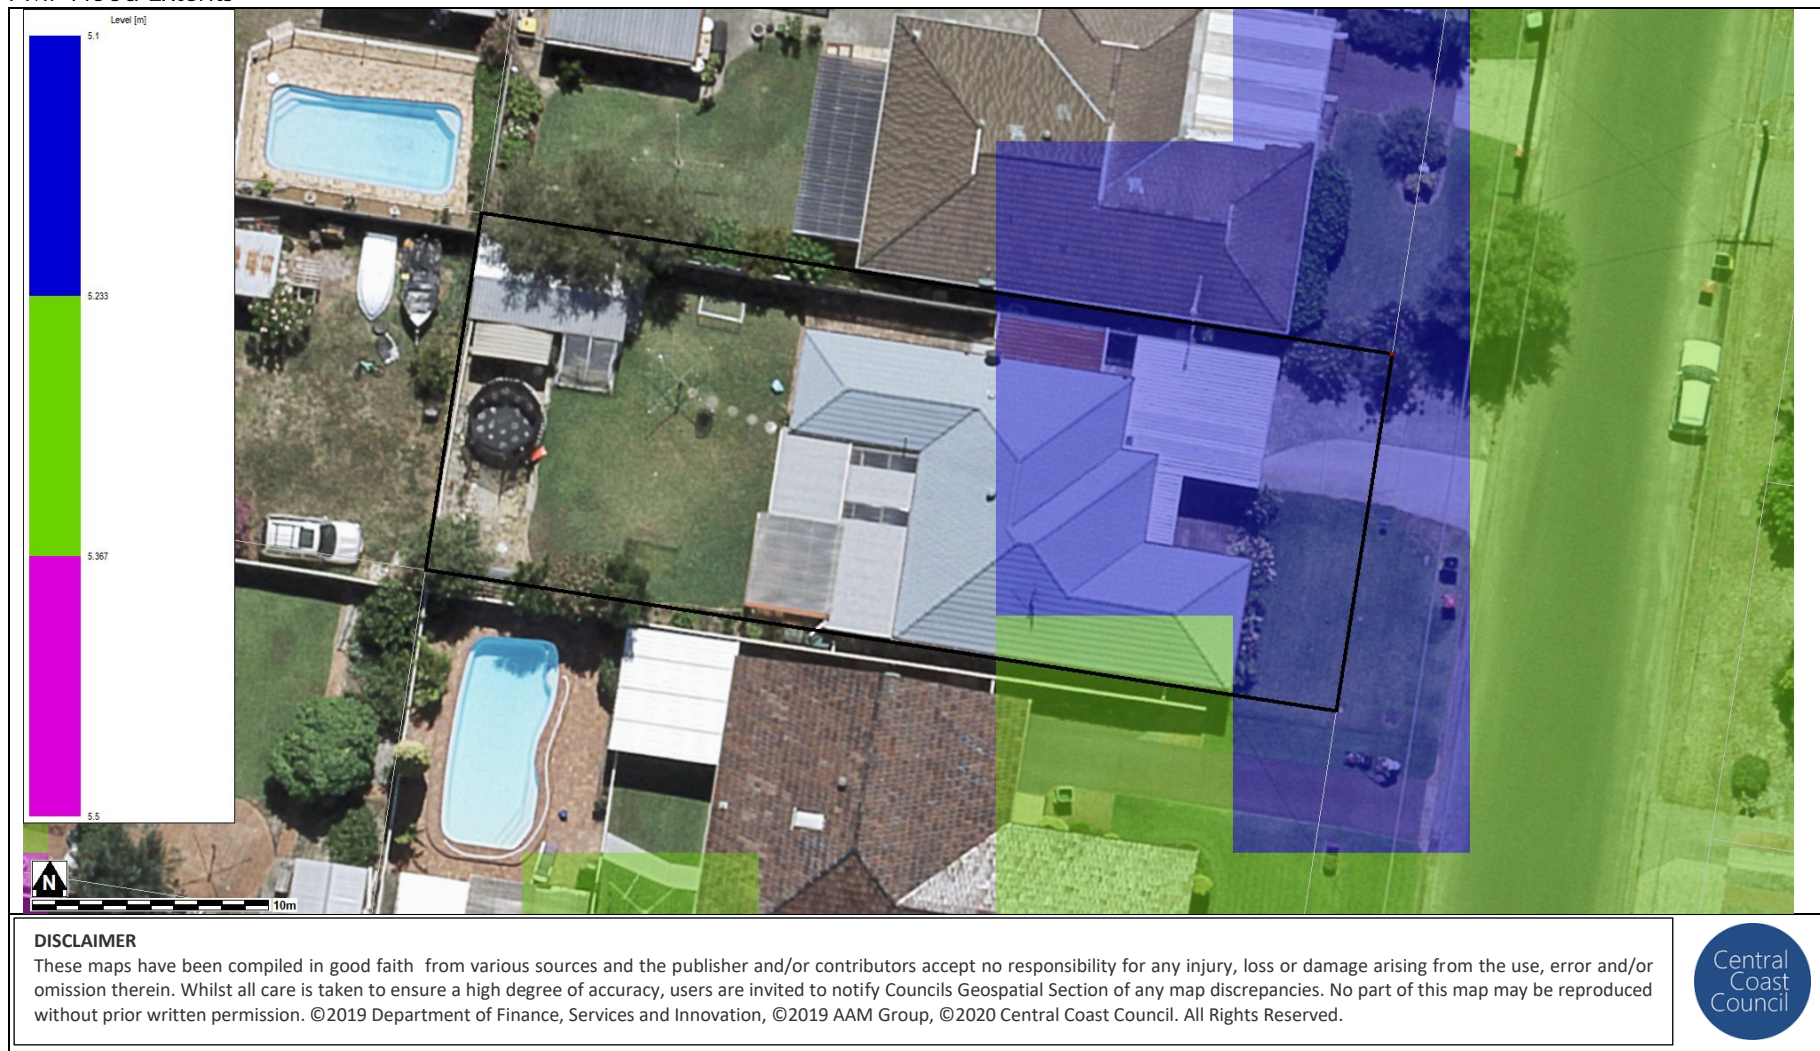 PMF Flood Extents
Level [m]
5.1
5.233
5.367
5.5
N
10m
DISCLAIMER
These maps have been compiled in good faith from various sources and the publisher and/or contributors accept no responsibility for any injury, loss or damage arising from the use, error and/or
omission therein. Whilst all care is taken to ensure a high degree of accuracy, users are invited to notify Councils Geospatial Section of any map discrepancies. No part of this map may be reproduced
without prior written permission. ©2019 Department of Finance, Services and Innovation, ©2019 AAM Group, ©2020 Central Coast Council. All Rights Reserved.
Central
Coast
Council